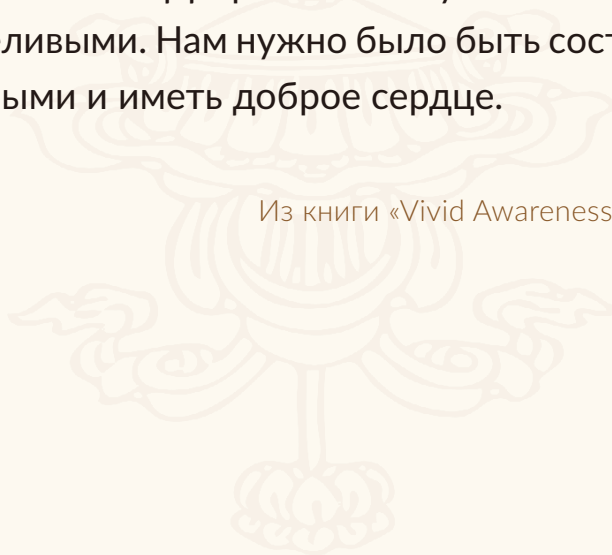 ливыми. Нам нужно было быть сост
ыми и иметь доброе сердце.
Из книги «Vivid Awareness